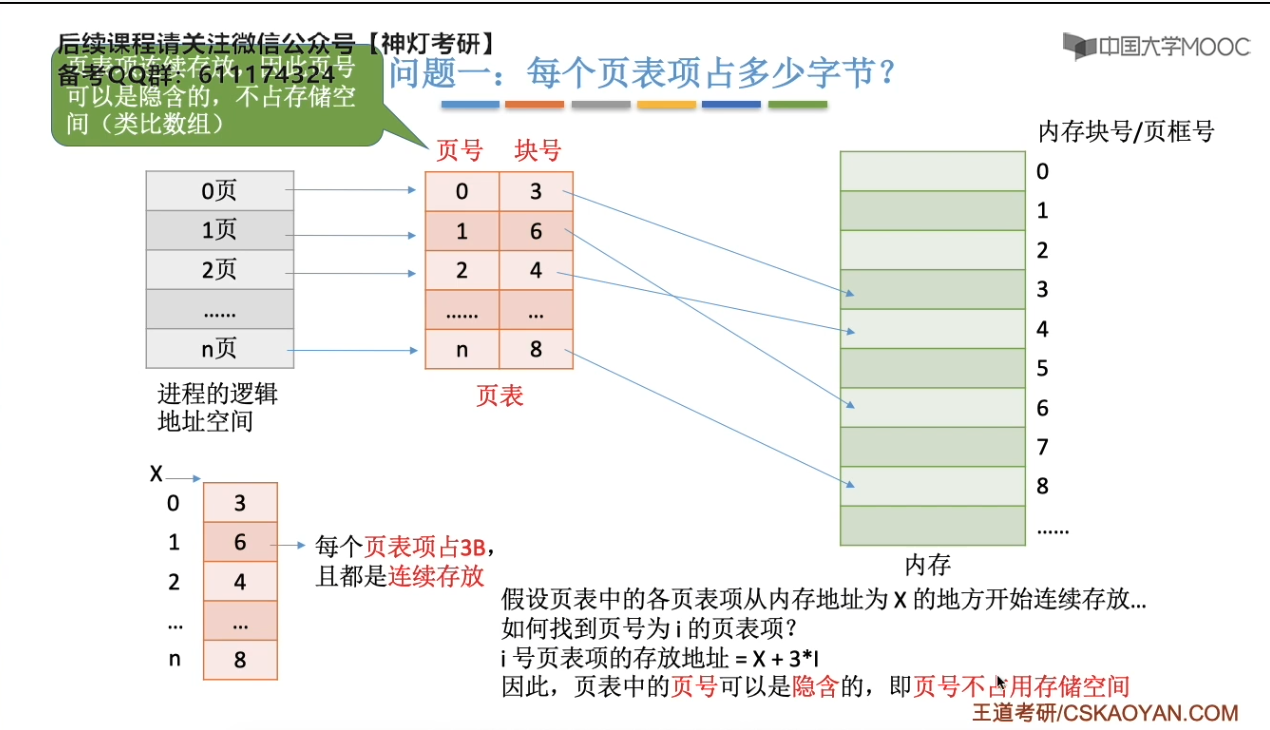 后续课程请关注微信公众号【神灯考研】
备考QQ群：611174324
页表项连续存放，因此页号
可以是隐含的，不占存储空
间（类比数组）
问题一：每个页表项占多少字节？
中国大学MOOC
页号 块号
内存块号/页框号
0页
1页
2页
......
n页
进程的逻辑
地址空间
0 3
1 6
2 4
...... ...
n 8
页表
0
1
2
3
4
5
6
7
8
......
内存
X
0 3
1 6
2 4
... ...
n 8
每个页表项占3B，
且都是连续存放
假设页表中的各页表项从内存地址为 X 的地方开始连续存放...
如何找到页号为 i 的页表项？
i 号页表项的存放地址 = X + 3*I
因此，页表中的页号可以是隐含的，即页号不占用存储空间
王道考研/CSKAOYAN.COM